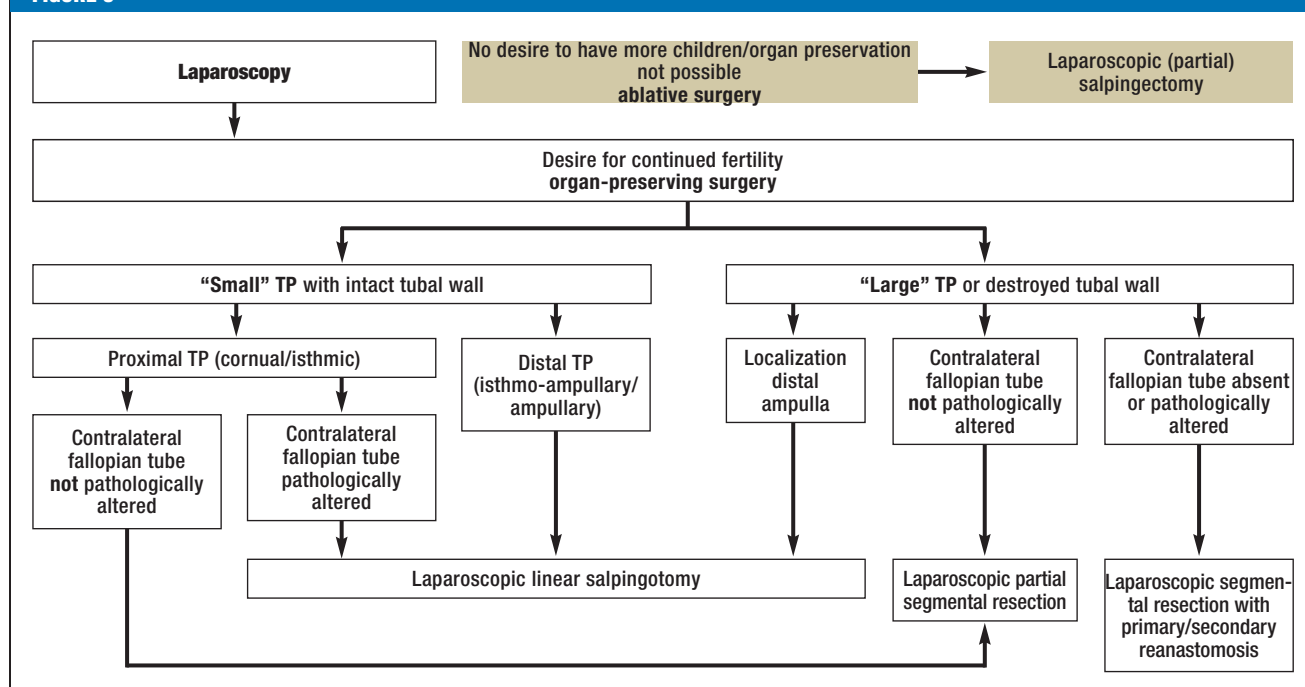 Laparoscopy
No desire to have more children/organ preservation
not possible
ablative surgery
Laparoscopic (partial)
salpingectomy
Desire for continued fertility
organ-preserving surgery
“Small” TP with intact tubal wall
“Large” TP or destroyed tubal wall
Proximal TP (cornual/isthmic)
Distal TP
(isthmo-ampullary/
ampullary)
Localization
distal
ampulla
Contralateral
fallopian tube
not pathologically
altered
Contralateral
fallopian tube absent
or pathologically
altered
Contralateral
fallopian tube
not pathologically
altered
Contralateral
fallopian tube
pathologically
altered
Laparoscopic linear salpingotomy
Laparoscopic partial
segmental resection
Laparoscopic segmen-
tal resection with
primary/secondary
reanastomosis